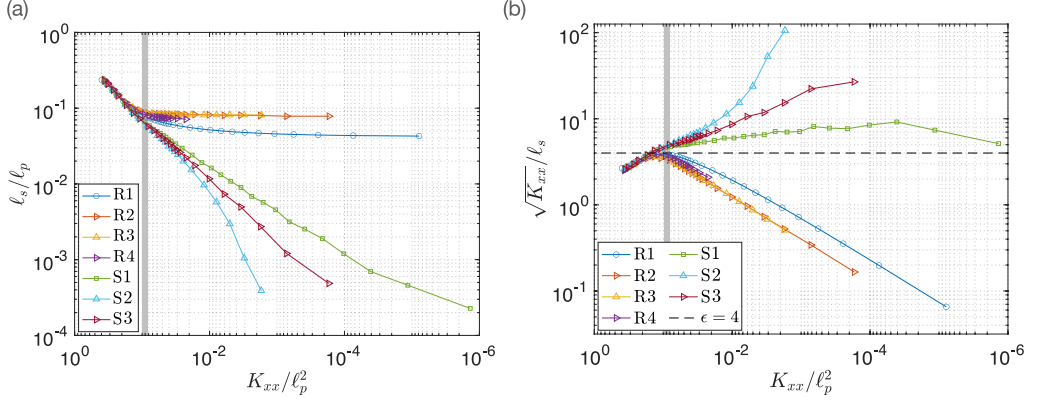 (a)
10^0
10^-1
10^-2
10^-3
10^-4
ℓ_s/ℓ_p
R1
R2
R3
R4
S1
S2
S3
10^0 10^-2 10^-4 10^-6
K_xx/ℓ_p^2
(b)
10^2
10^1
10^0
10^-1
√K_xx/ℓ_s
R1 S1
R2 S2
R3 S3
R4 ϵ = 4
10^0 10^-2 10^-4 10^-6
K_xx/ℓ_p^2